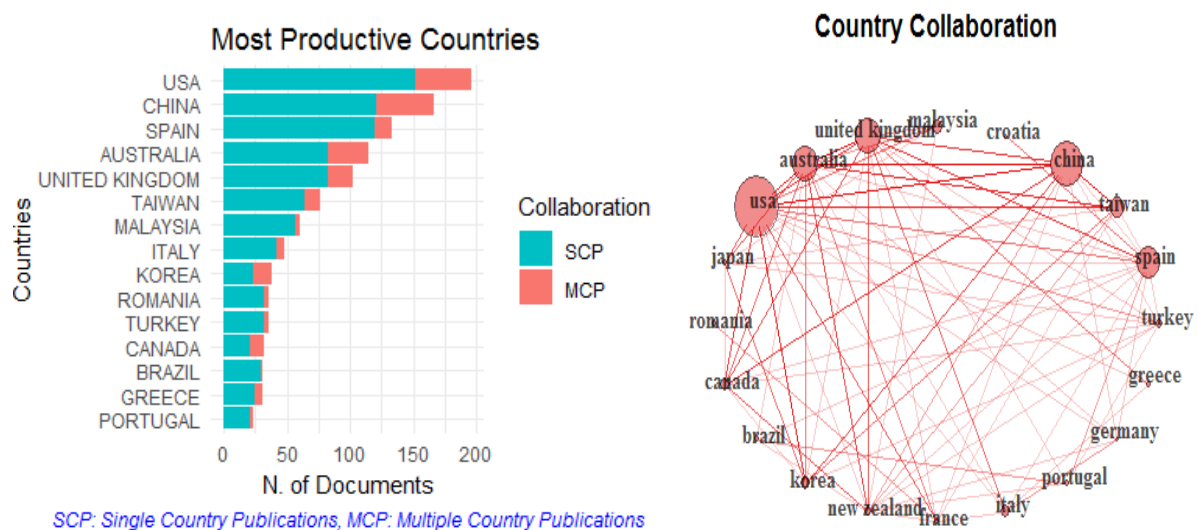 Most Productive Countries
Countries
USA
CHINA
SPAIN
AUSTRALIA
UNITED KINGDOM
TAIWAN
MALAYSIA
ITALY
KOREA
ROMANIA
TURKEY
CANADA
BRAZIL
GREECE
PORTUGAL
0 50 100 150 200
N. of Documents
Collaboration
SCP
MCP
SCP: Single Country Publications, MCP: Multiple Country Publications
Country Collaboration
malaysia
united kingdom
croatia
australia
china
usa
taiwan
japan
spain
romania
turkey
canada
greece
brazil
germany
korea
portugal
new zealand
italy
france